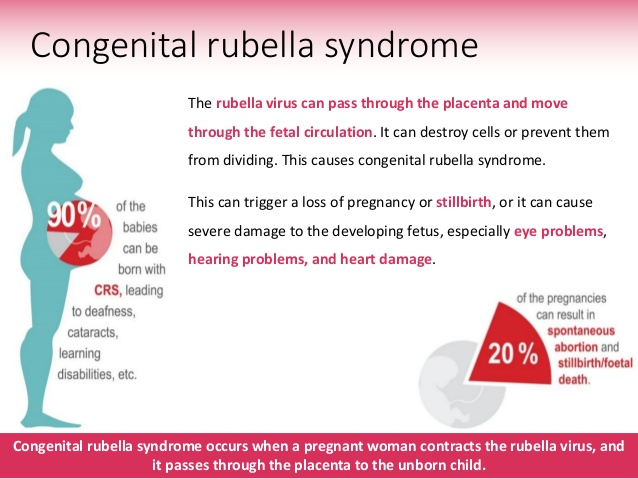 Congenital rubella syndrome
The rubella virus can pass through the placenta and move
through the fetal circulation. It can destroy cells or prevent them
from dividing. This causes congenital rubella syndrome.
This can trigger a loss of pregnancy or stillbirth, or it can cause
severe damage to the developing fetus, especially eye problems,
hearing problems, and heart damage.
90% of the
babies
can be
born with
CRS, leading
to deafness,
cataracts,
learning
disabilities, etc.
of the pregnancies
can result in
spontaneous
abortion and
20% stillbirth/foetal
death.
Congenital rubella syndrome occurs when a pregnant woman contracts the rubella virus, and
it passes through the placenta to the unborn child.